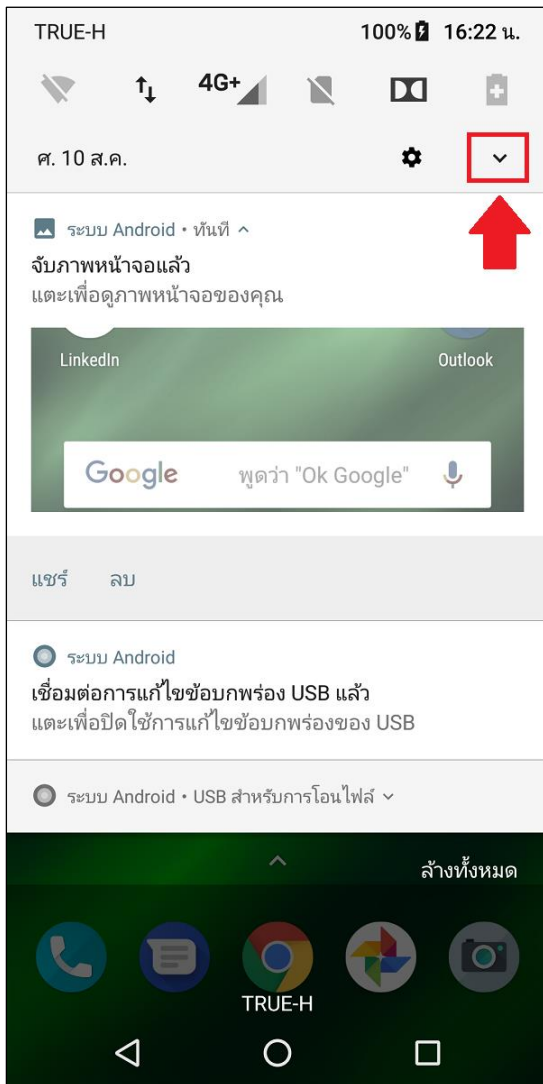 TRUE-H 100% 16:22 น.
4G+
ศ. 10 ส.ค.
ระบบ Android • ทันที
จับภาพหน้าจอแล้ว
แตะเพื่อดูภาพหน้าจอของคุณ
LinkedIn Outlook
Google พูดว่า "Ok Google"
แชร์ ลบ
ระบบ Android
เชื่อมต่อการแก้ไขข้อบกพร่อง USB แล้ว
แตะเพื่อปิดใช้การแก้ไขข้อบกพร่องของ USB
ระบบ Android • USB สำหรับการโอนไฟล์
ล้างทั้งหมด
TRUE-H